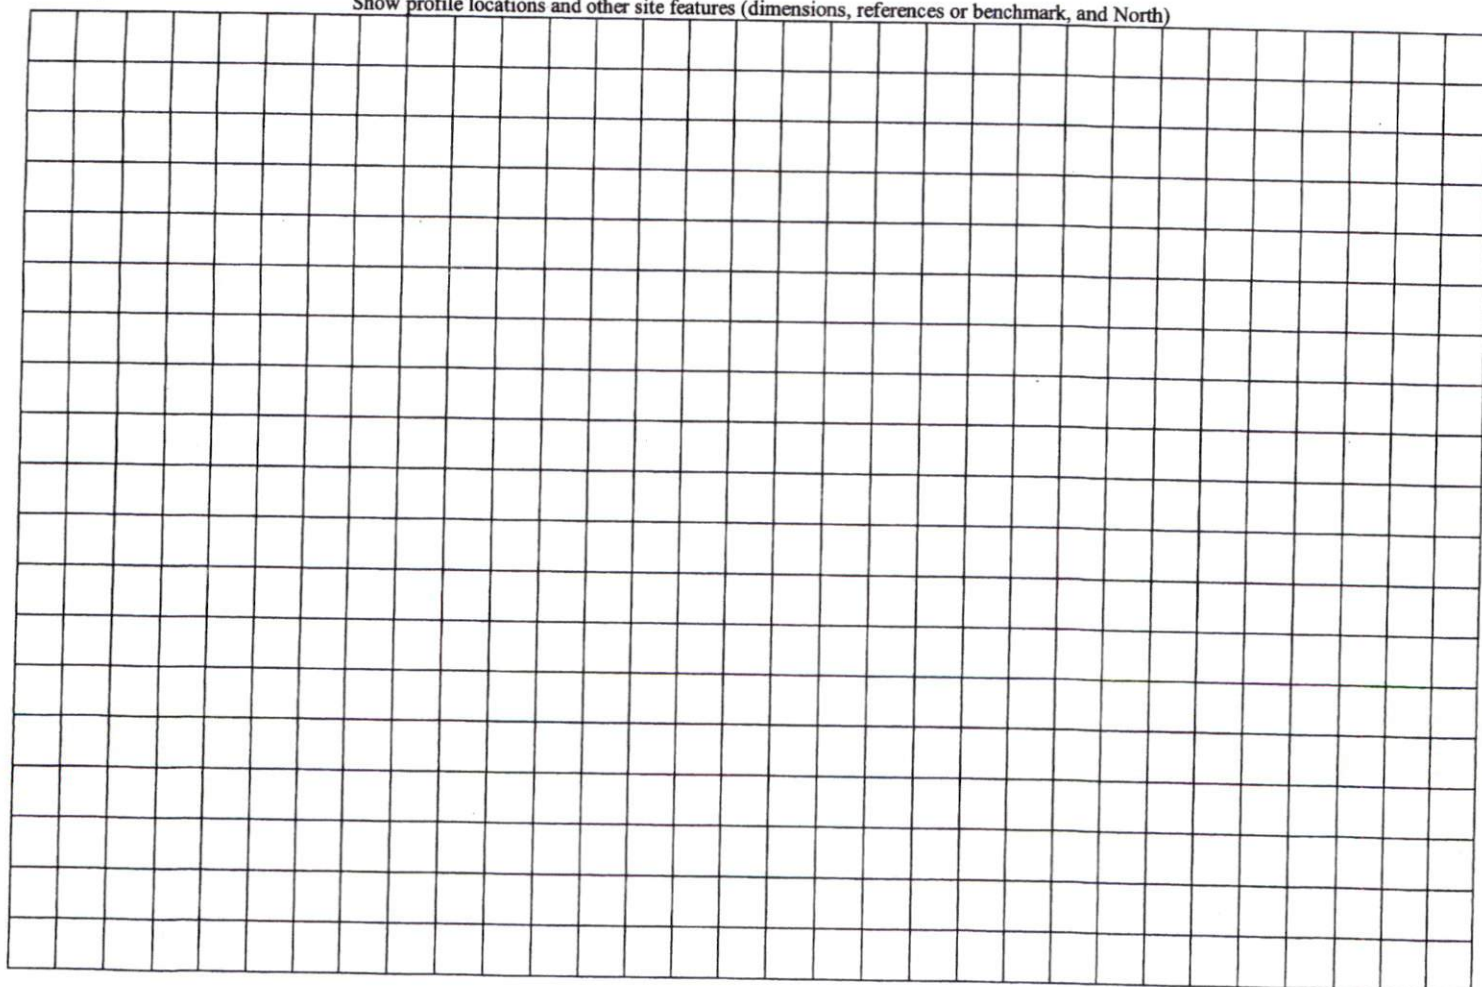 Show profile locations and other site features (dimensions, references or benchmark, and North)